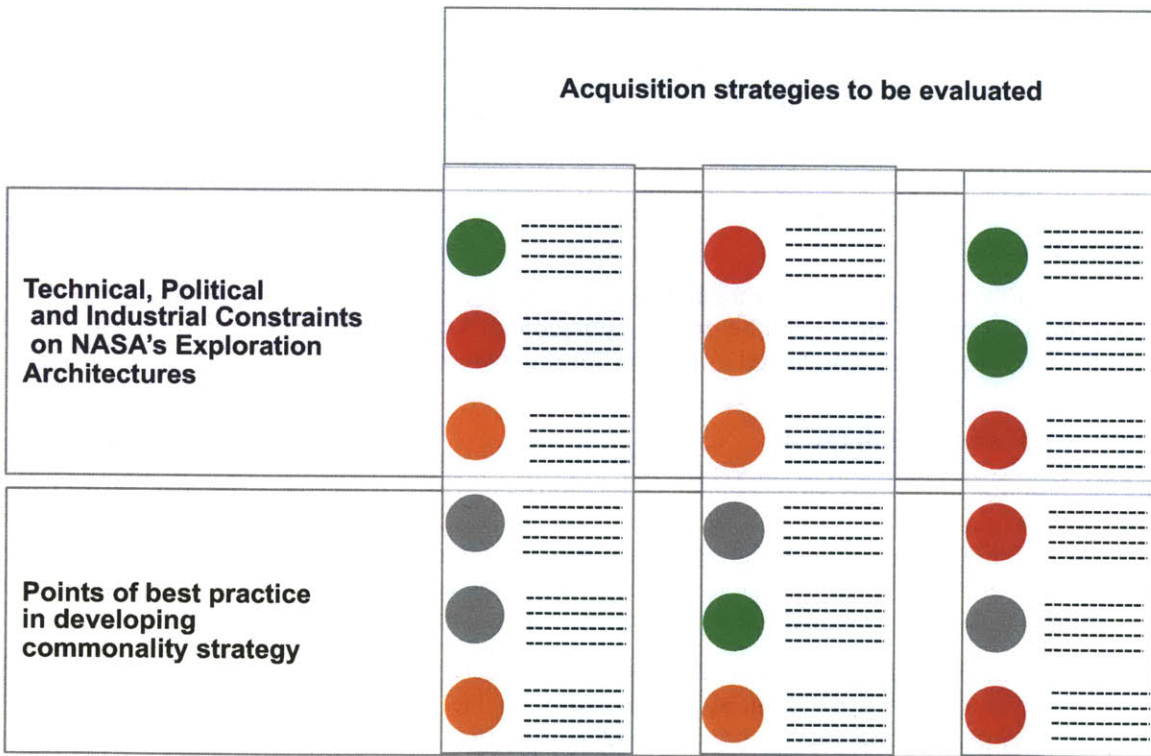 Acquisition strategies to be evaluated
Technical, Political
and Industrial Constraints
on NASA's Exploration
Architectures
Points of best practice
in developing
commonality strategy